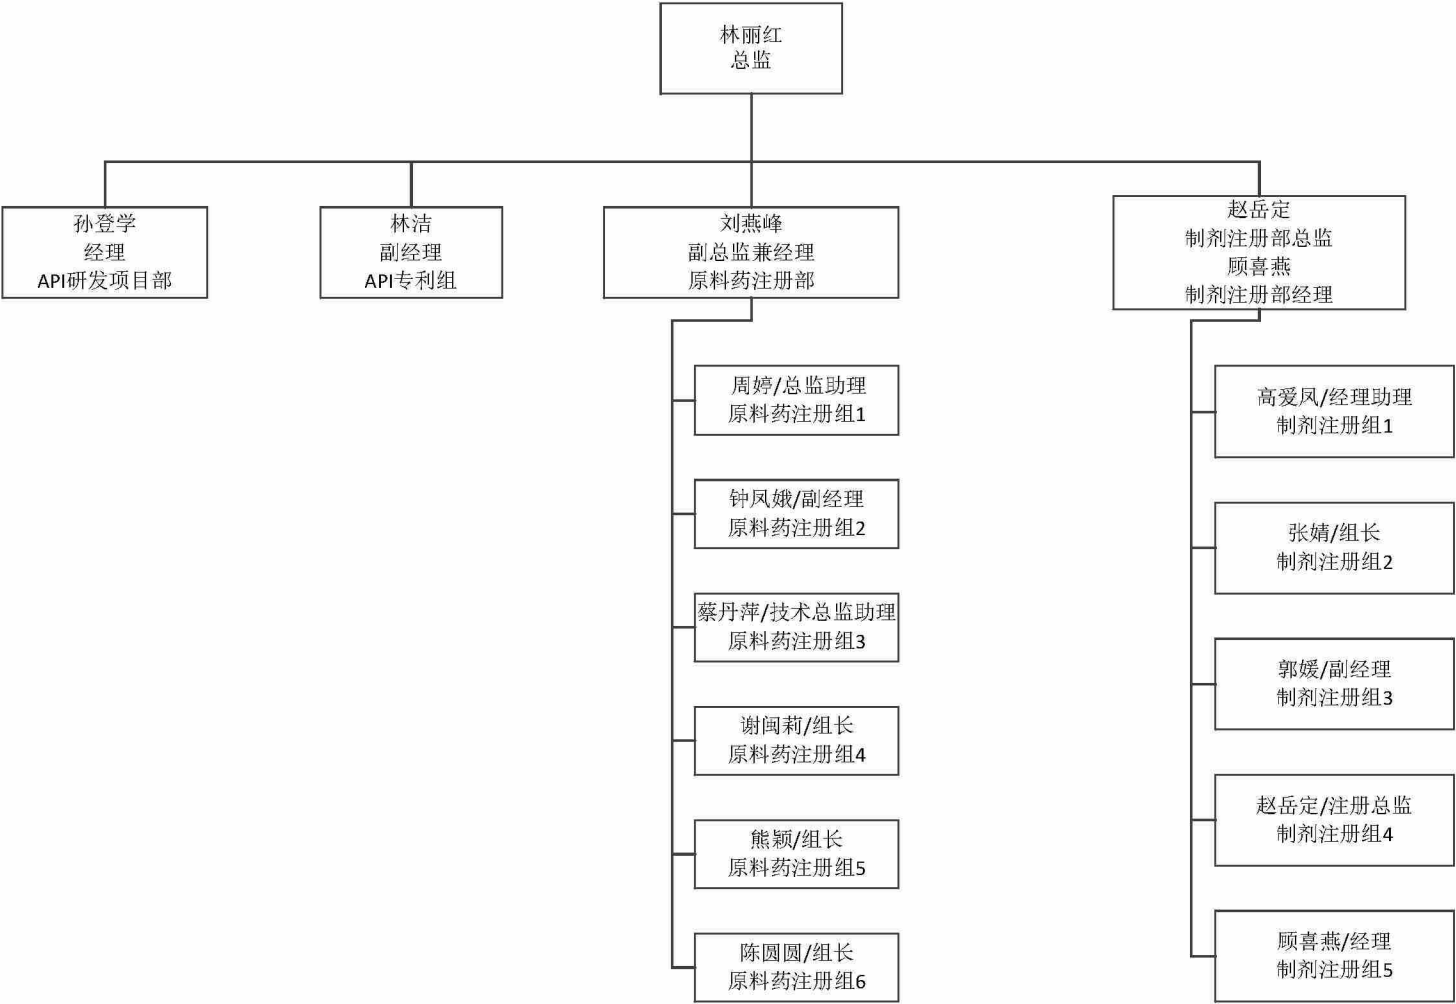 林丽红
总监
孙登学
经理
API研发项目部
林洁
副经理
API专利组
刘燕峰
副总监兼经理
原料药注册部
赵岳定
制剂注册部总监
顾喜燕
制剂注册部经理
周婷/总监助理
原料药注册组1
钟凤娥/副经理
原料药注册组2
蔡丹萍/技术总监助理
原料药注册组3
谢闽莉/组长
原料药注册组4
熊颖/组长
原料药注册组5
陈圆圆/组长
原料药注册组6
高爱凤/经理助理
制剂注册组1
张婧/组长
制剂注册组2
郭媛/副经理
制剂注册组3
赵岳定/注册总监
制剂注册组4
顾喜燕/经理
制剂注册组5